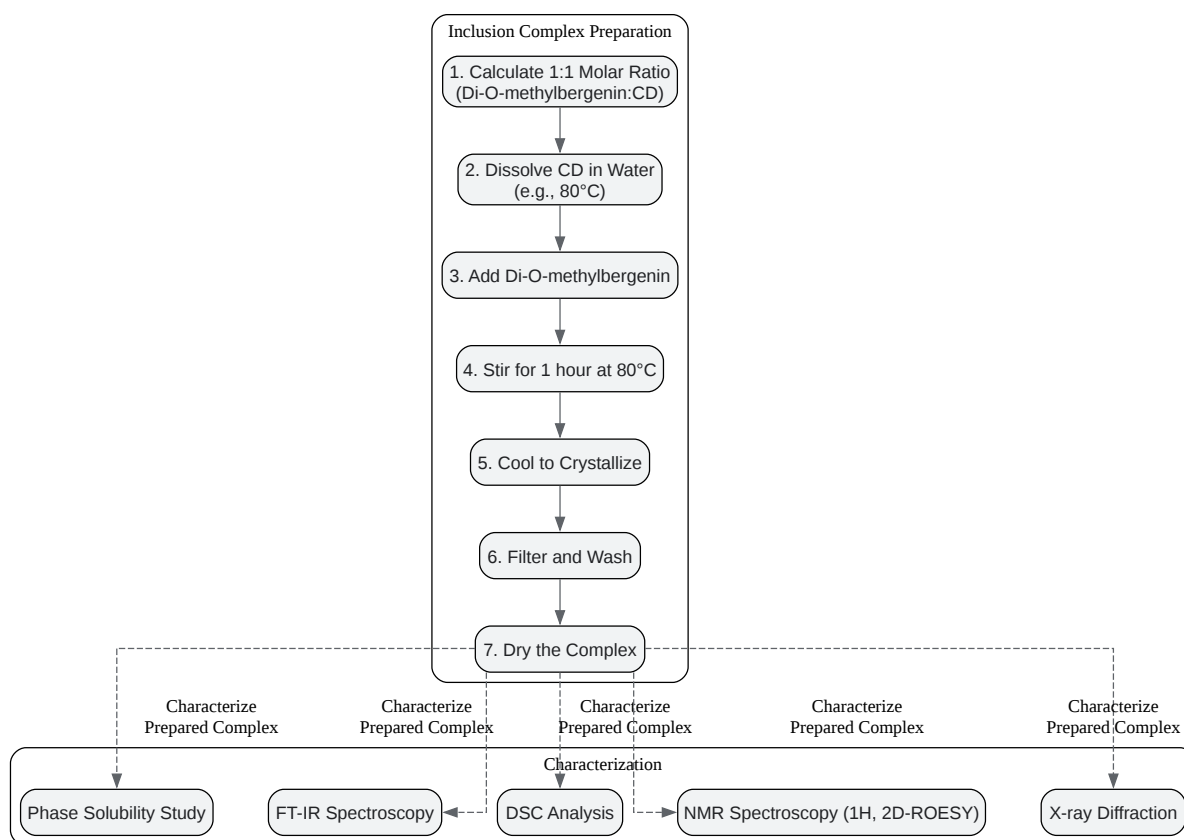 Inclusion Complex Preparation
1. Calculate 1:1 Molar Ratio
(Di-O-methylbergenin:CD)
2. Dissolve CD in Water
(e.g., 80°C)
3. Add Di-O-methylbergenin
4. Stir for 1 hour at 80°C
5. Cool to Crystallize
6. Filter and Wash
7. Dry the Complex
Characterize
Prepared Complex
Characterize
Prepared Complex
Characterize
Prepared Complex
Characterize
Prepared Complex
Characterize
Prepared Complex
Characterization
Phase Solubility Study
FT-IR Spectroscopy
DSC Analysis
NMR Spectroscopy (1H, 2D-ROESY)
X-ray Diffraction